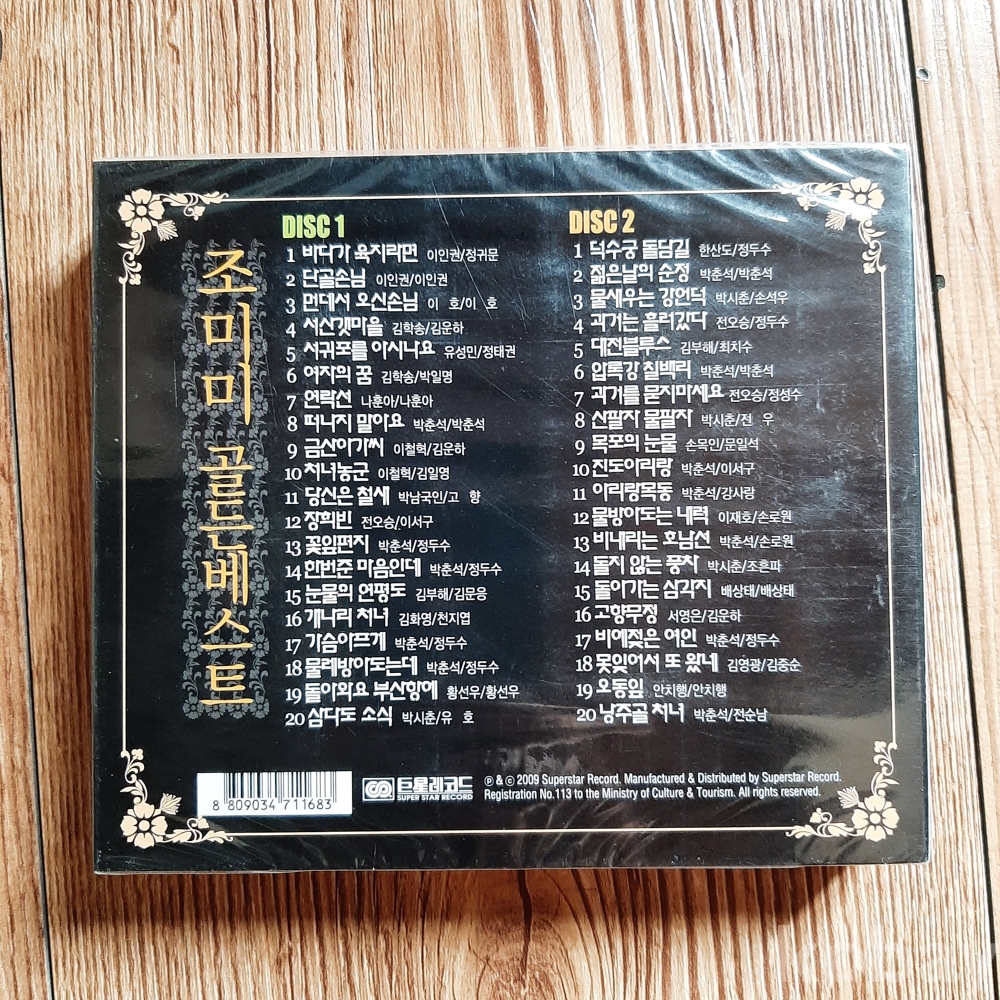 조미미 골든베스트
DISC 1
1 바다가 육지라면 이인권/정귀문
2 단골손님 이인권/이인권
3 먼데서 오신손님 이 호/이 호
4 서산갯마을 김학송/김운하
5 서귀포를 아시나요 유성민/정태권
6 여자의 꿈 김학송/박일명
7 연락선 나훈아/나훈아
8 떠나지 말아요 박춘석/박춘석
9 금산아가씨 이철혁/김운하
10 처녀농군 이철혁/김일영
11 당신은 철새 박남국인/고 향
12 장희빈 전오승/이서구
13 꽃잎편지 박춘석/정두수
14 한번준 마음인데 박춘석/정두수
15 눈물의 연평도 김부해/김문응
16 개나리 처녀 김화영/천지엽
17 가슴아프게 박춘석/정두수
18 물레방아도는데 박춘석/정두수
19 돌아와요 부산항에 황선우/황선우
20 삼다도 소식 박시춘/유 호
DISC 2
1 덕수궁 돌담길 한산도/정두수
2 젊은날의 순정 박춘석/박춘석
3 물새우는 강언덕 박시춘/손석우
4 과거는 흘러갔다 전오승/정두수
5 대전블루스 김부해/최치수
6 압록강 칠백리 박춘석/박춘석
7 과거를 묻지마세요 전오승/정성수
8 산팔자 물팔자 박시춘/전 우
9 목포의 눈물 손목인/문일석
10 진도아리랑 박춘석/이서구
11 아리랑목동 박춘석/강사랑
12 물방아도는 내력 이재호/손로원
13 비내리는 호남선 박춘석/손로원
14 돌지 않는 풍차 박시춘/조흔파
15 돌아가는 삼각지 배상태/배상태
16 고향무정 서영은/김운하
17 비에젖은 여인 박춘석/정두수
18 못잊어서 또 왔네 김영광/김중순
19 오동잎 안치행/안치행
20 낭주골 처녀 박춘석/전순남
8 809034 711683
巨星레코드
SUPER STAR RECORD
℗ & © 2009 Superstar Record. Manufactured & Distributed by Superstar Record.
Registration No.113 to the Ministry of Culture & Tourism. All rights reserved.